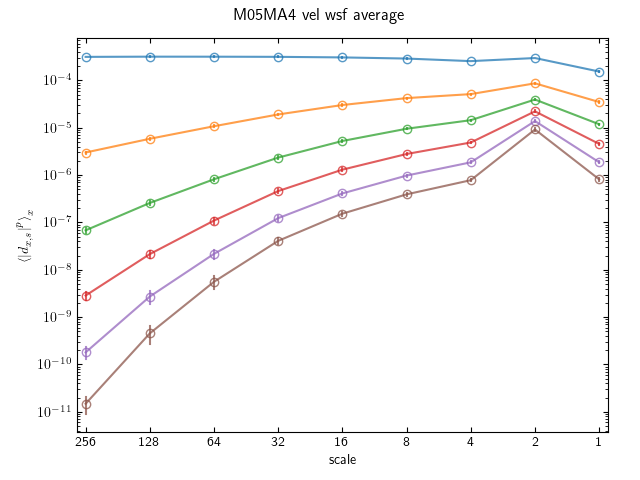 M05MA4 vel wsf average
⟨|d_{x,s}|^p⟩_x
10^{-4}
10^{-5}
10^{-6}
10^{-7}
10^{-8}
10^{-9}
10^{-10}
10^{-11}
256 128 64 32 16 8 4 2 1
scale